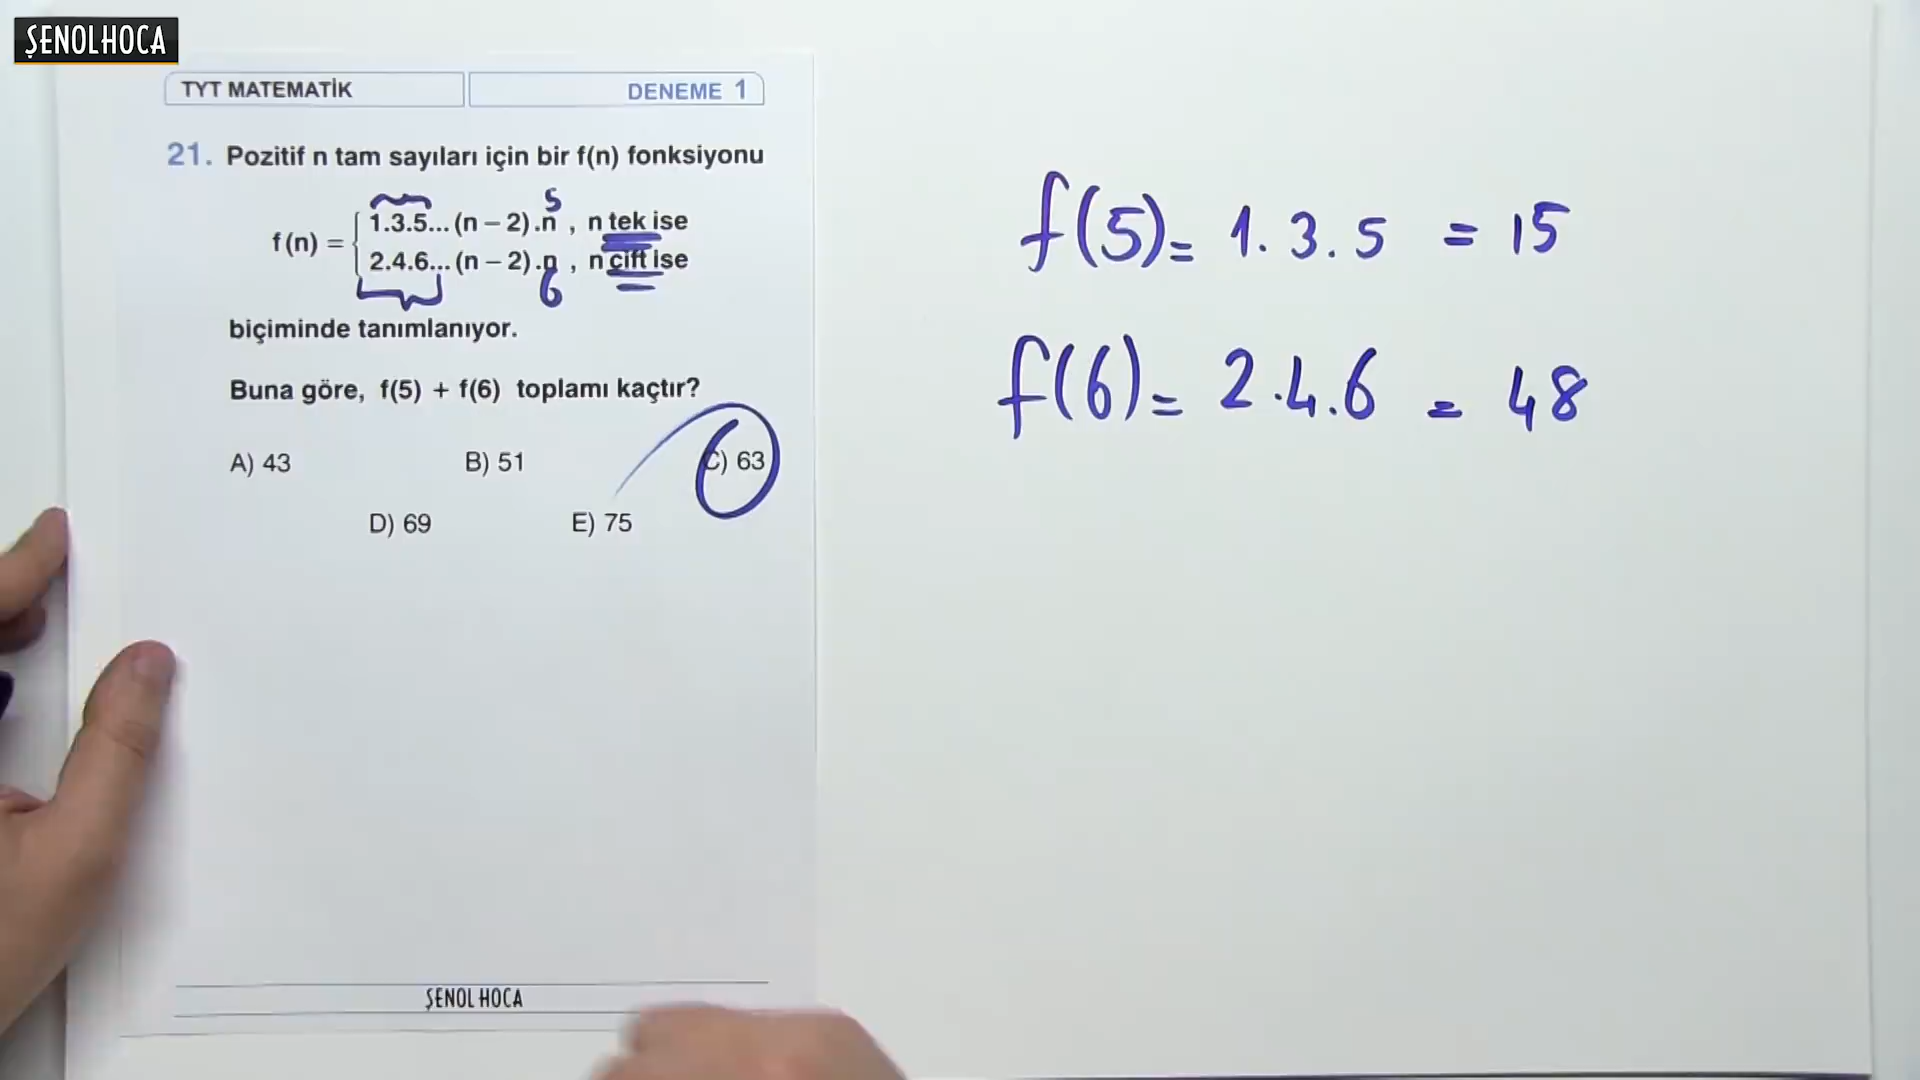 ŞENOLHOCA
TYT MATEMATİK
DENEME 1
21. Pozitif n tam sayıları için bir f(n) fonksiyonu
5
1.3.5...(n – 2).n , n tek ise
f(n) =
2.4.6...(n – 2).n , n çift ise
6
biçiminde tanımlanıyor.
Buna göre, f(5) + f(6) toplamı kaçtır?
A) 43 B) 51 C) 63
D) 69 E) 75
ŞENOL HOCA
f(5) = 1.3.5 = 15
f(6) = 2.4.6 = 48